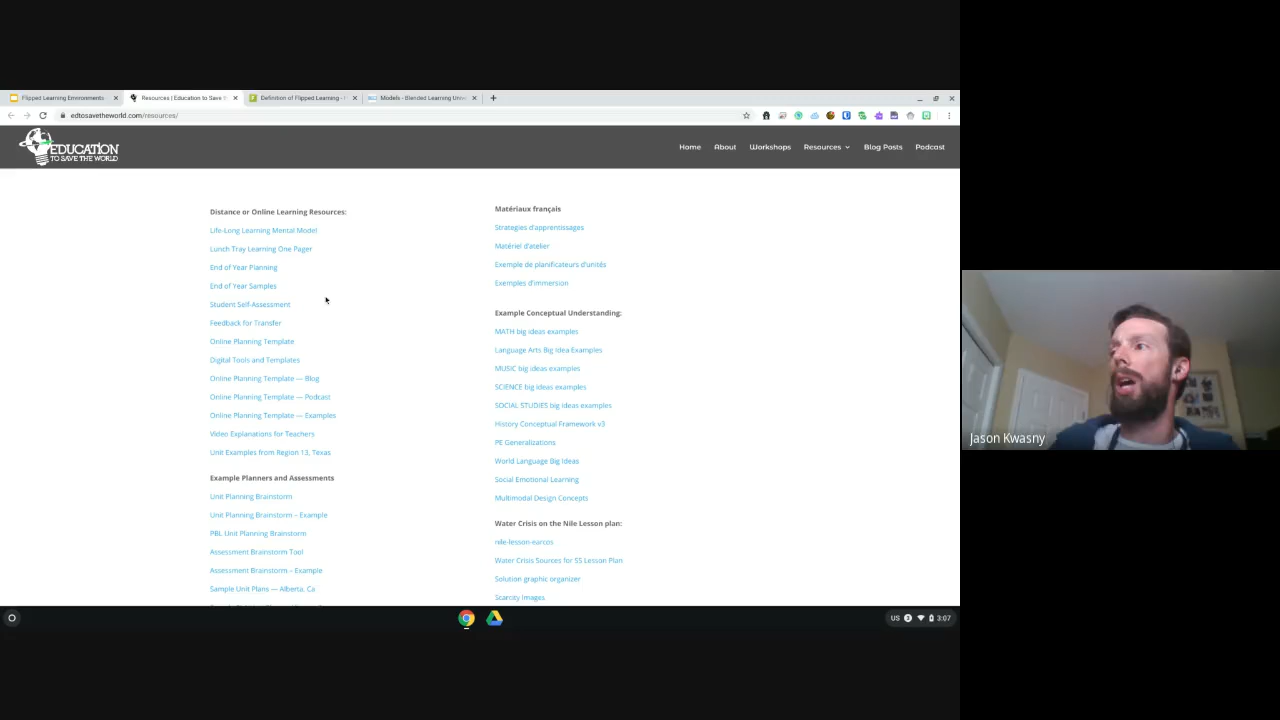 Flipped Learning Environments
Resources | Education to Save t
Definition of Flipped Learning -
Models - Blended Learning Unive
edtosavetheworld.com/resources/
EDUCATION
TO SAVE THE WORLD
Home
About
Workshops
Resources
Blog Posts
Podcast
Distance or Online Learning Resources:
Life-Long Learning Mental Model
Lunch Tray Learning One Pager
End of Year Planning
End of Year Samples
Student Self-Assessment
Feedback for Transfer
Online Planning Template
Digital Tools and Templates
Online Planning Template — Blog
Online Planning Template — Podcast
Online Planning Template — Examples
Video Explanations for Teachers
Unit Examples from Region 13, Texas
Example Planners and Assessments
Unit Planning Brainstorm
Unit Planning Brainstorm – Example
PBL Unit Planning Brainstorm
Assessment Brainstorm Tool
Assessment Brainstorm – Example
Sample Unit Plans — Alberta, Ca
Matériaux français
Stratégies d'apprentissages
Matériel d'atelier
Exemple de planificateurs d'unités
Exemples d'immersion
Example Conceptual Understanding:
MATH big ideas examples
Language Arts Big Idea Examples
MUSIC big ideas examples
SCIENCE big ideas examples
SOCIAL STUDIES big ideas examples
History Conceptual Framework v3
PE Generalizations
World Language Big Ideas
Social Emotional Learning
Multimodal Design Concepts
Water Crisis on the Nile Lesson plan:
nile-lesson-earcos
Water Crisis Sources for SS Lesson Plan
Solution graphic organizer
Scarcity Images
Jason Kwasny
US
3:07